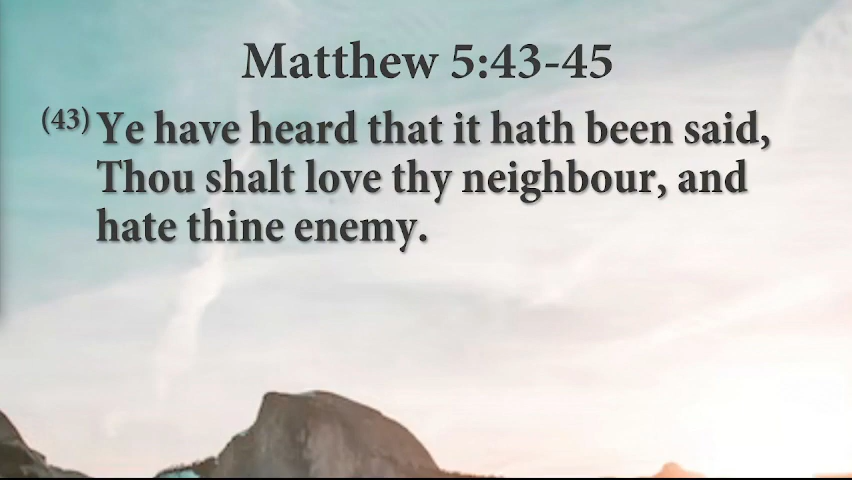 Matthew 5:43-45
(43) Ye have heard that it hath been said,
Thou shalt love thy neighbour, and
hate thine enemy.